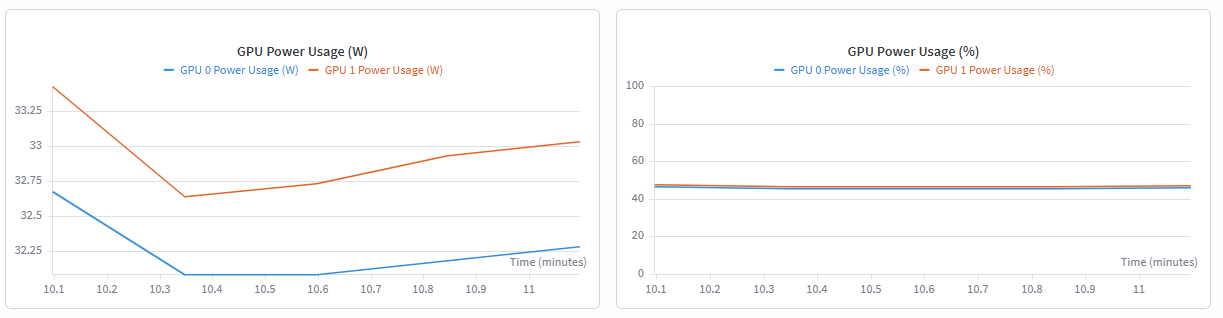 GPU Power Usage (W)
GPU 0 Power Usage (W) GPU 1 Power Usage (W)
33.25
33
32.75
32.5
32.25
Time (minutes)
10.1 10.2 10.3 10.4 10.5 10.6 10.7 10.8 10.9 11
GPU Power Usage (%)
GPU 0 Power Usage (%) GPU 1 Power Usage (%)
100
80
60
40
20
0
Time (minutes)
10.1 10.2 10.3 10.4 10.5 10.6 10.7 10.8 10.9 11